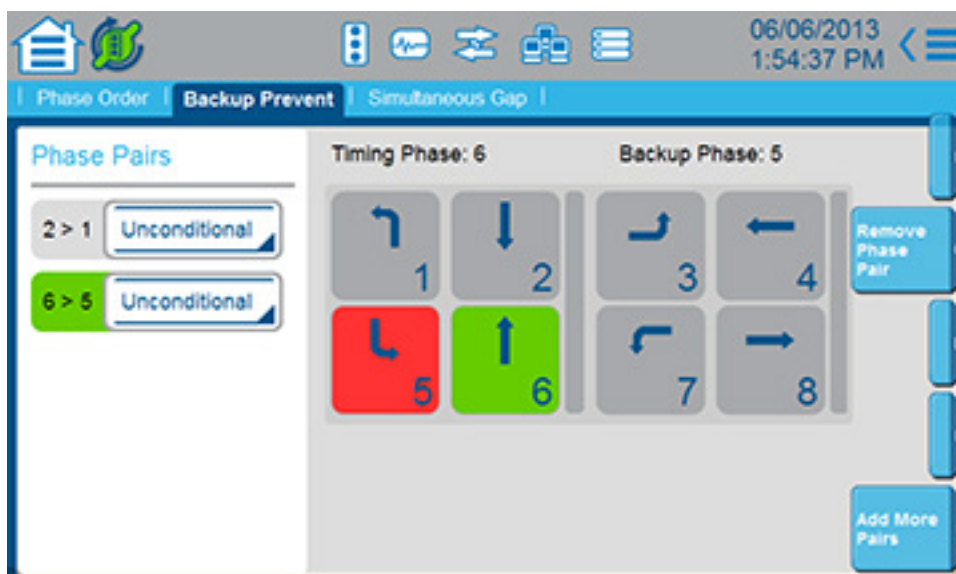 06/06/2013
1:54:37 PM
Phase Order Backup Prevent Simultaneous Gap
Phase Pairs
Timing Phase: 6 Backup Phase: 5
2 > 1 Unconditional
6 > 5 Unconditional
1 2 3 4
5 6 7 8
Remove
Phase
Pair
Add More
Pairs